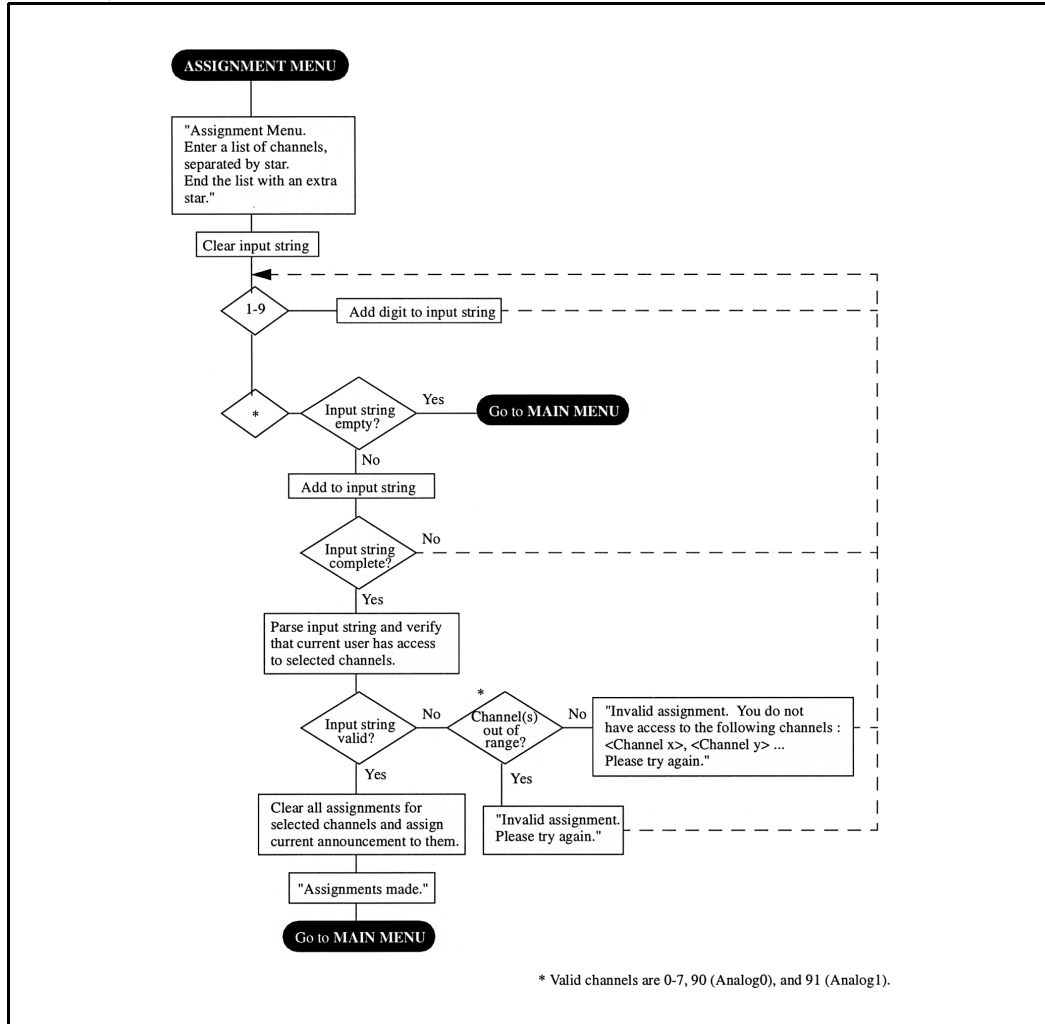 ASSIGNMENT MENU
"Assignment Menu.
Enter a list of channels,
separated by star.
End the list with an extra
star."
Clear input string
1-9
Add digit to input string
*
Input string
empty?
Yes
Go to MAIN MENU
No
Add to input string
Input string
complete?
No
Yes
Parse input string and verify
that current user has access
to selected channels.
Input string
valid?
No
*
Channel(s)
out of
range?
No
"Invalid assignment. You do not
have access to the following channels :
<Channel x>, <Channel y> ...
Please try again."
Yes
Yes
Clear all assignments for
selected channels and assign
current announcement to them.
"Invalid assignment.
Please try again."
"Assignments made."
Go to MAIN MENU
* Valid channels are 0-7, 90 (Analog0), and 91 (Analog1).